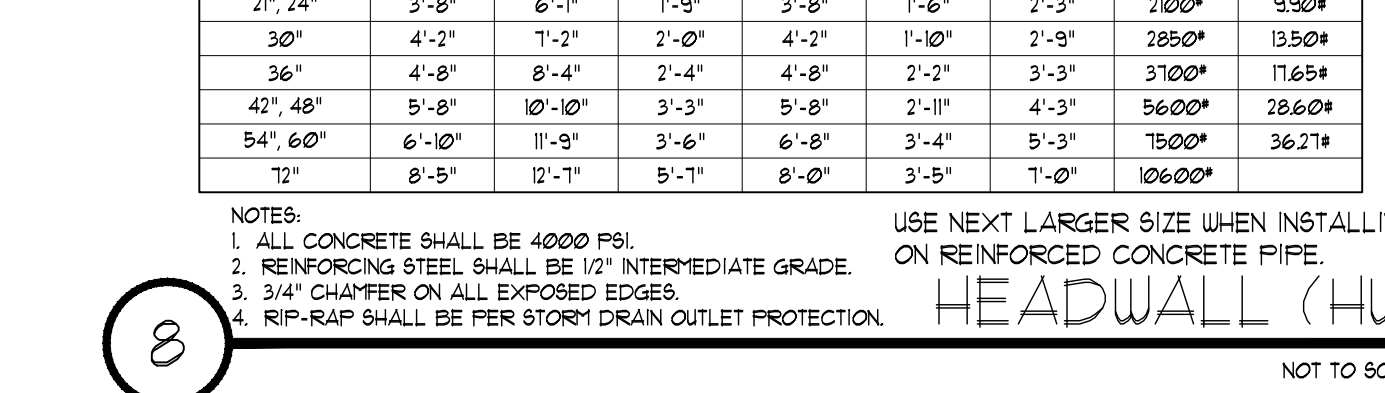 21", 24" 3'-8" 6'-1" 1'-9" 3'-8" 1'-6" 2'-3" 2100# 9.90#
30" 4'-2" 7'-2" 2'-0" 4'-2" 1'-10" 2'-9" 2850# 13.50#
36" 4'-8" 8'-4" 2'-4" 4'-8" 2'-2" 3'-3" 3700# 17.65#
42", 48" 5'-8" 10'-10" 3'-3" 5'-8" 2'-11" 4'-3" 5600# 28.60#
54", 60" 6'-10" 11'-9" 3'-6" 6'-8" 3'-4" 5'-3" 7500# 36.27#
72" 8'-5" 12'-7" 5'-7" 8'-0" 3'-5" 7'-0" 10600#
NOTES:
1. ALL CONCRETE SHALL BE 4000 PSI.
2. REINFORCING STEEL SHALL BE 1/2" INTERMEDIATE GRADE.
3. 3/4" CHAMFER ON ALL EXPOSED EDGES.
4. RIP-RAP SHALL BE PER STORM DRAIN OUTLET PROTECTION.
USE NEXT LARGER SIZE WHEN INSTALLI
ON REINFORCED CONCRETE PIPE.
HEADWALL (HU
8
NOT TO SC